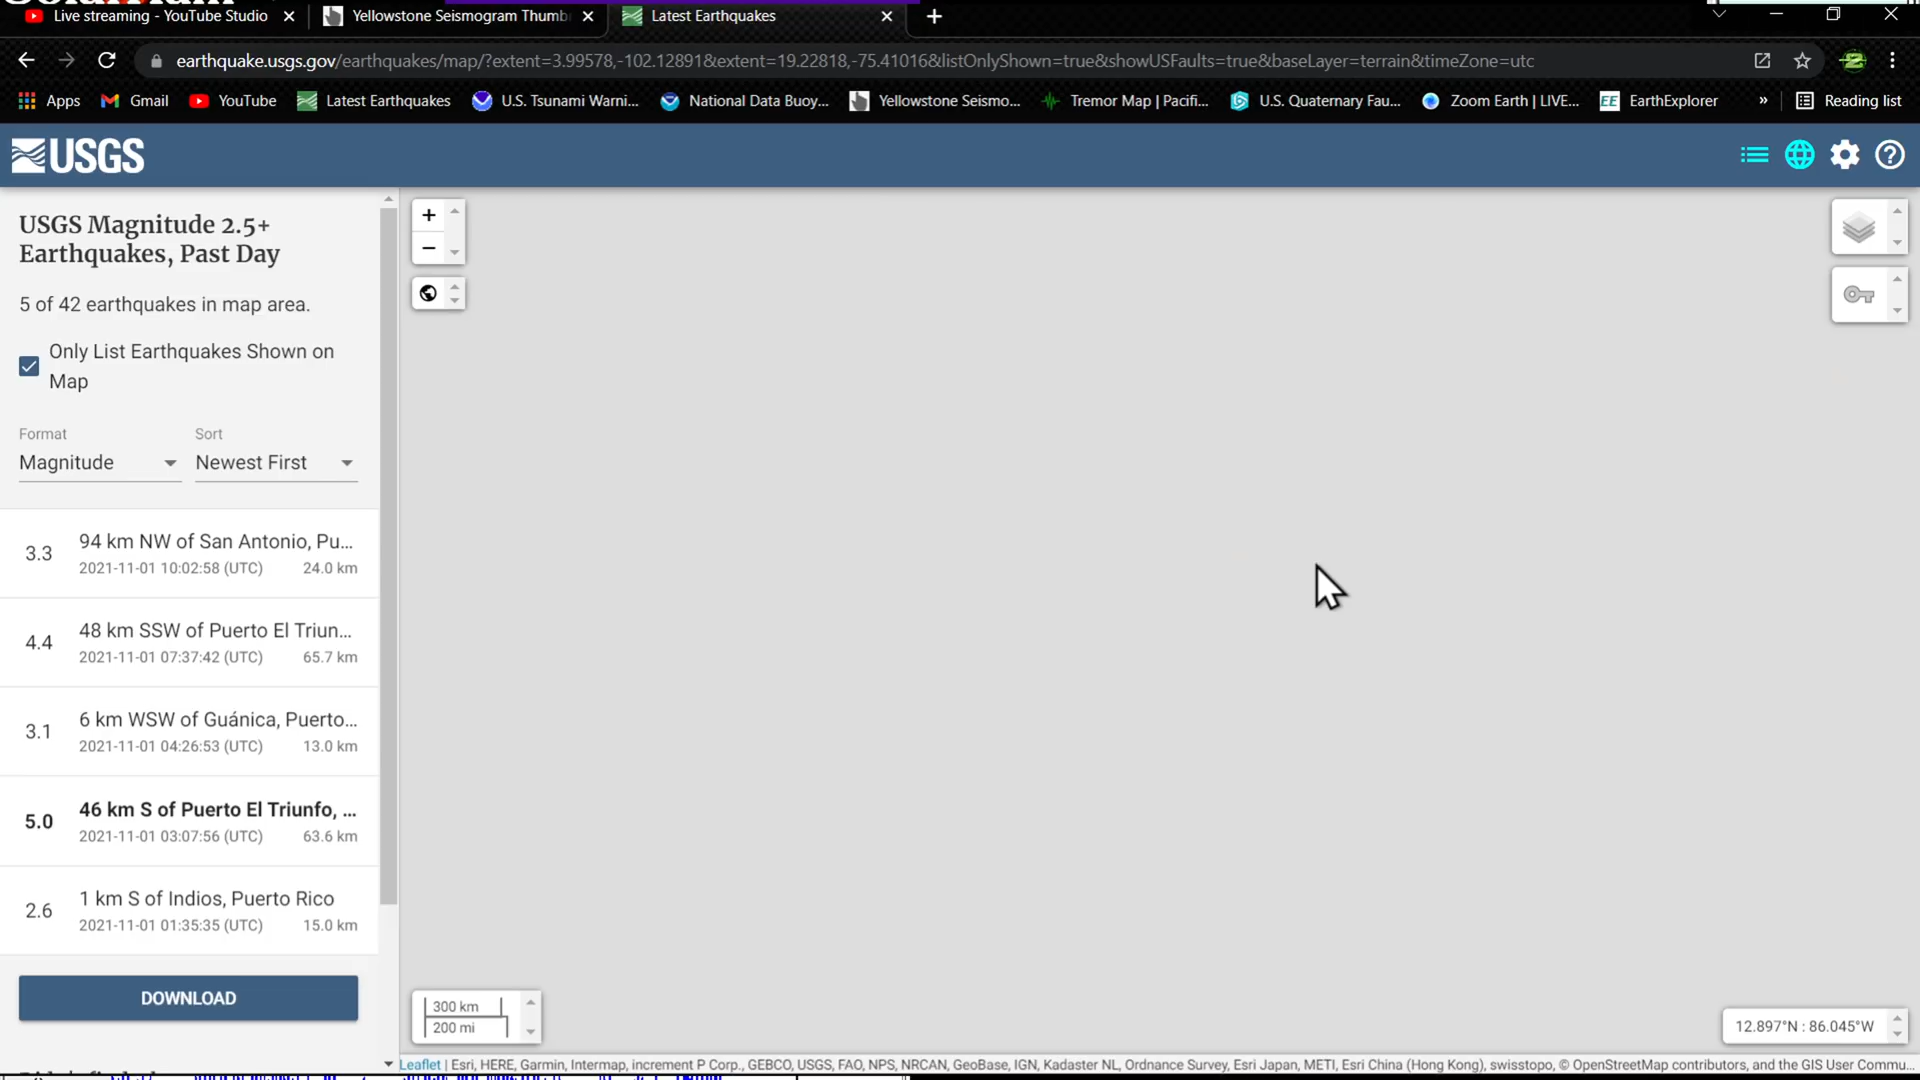 Live streaming - YouTube Studio
Yellowstone Seismogram Thumb
Latest Earthquakes
earthquake.usgs.gov/earthquakes/map/?extent=3.99578,-102.12891&extent=19.22818,-75.41016&listOnlyShown=true&showUSFaults=true&baseLayer=terrain&timeZone=utc
Apps
Gmail
YouTube
Latest Earthquakes
U.S. Tsunami Warni...
National Data Buoy...
Yellowstone Seismo...
Tremor Map | Pacifi...
U.S. Quaternary Fau...
Zoom Earth | LIVE...
EE EarthExplorer
»
Reading list
USGS
USGS Magnitude 2.5+
Earthquakes, Past Day
5 of 42 earthquakes in map area.
Only List Earthquakes Shown on
Map
Format
Sort
Magnitude
Newest First
3.3
94 km NW of San Antonio, Pu...
2021-11-01 10:02:58 (UTC) 24.0 km
4.4
48 km SSW of Puerto El Triun...
2021-11-01 07:37:42 (UTC) 65.7 km
3.1
6 km WSW of Guánica, Puerto...
2021-11-01 04:26:53 (UTC) 13.0 km
5.0
46 km S of Puerto El Triunfo, ...
2021-11-01 03:07:56 (UTC) 63.6 km
2.6
1 km S of Indios, Puerto Rico
2021-11-01 01:35:35 (UTC) 15.0 km
DOWNLOAD
+
−
300 km
200 mi
12.897°N : 86.045°W
Leaflet | Esri, HERE, Garmin, Intermap, increment P Corp., GEBCO, USGS, FAO, NPS, NRCAN, GeoBase, IGN, Kadaster NL, Ordnance Survey, Esri Japan, METI, Esri China (Hong Kong), swisstopo, © OpenStreetMap contributors, and the GIS User Commu...